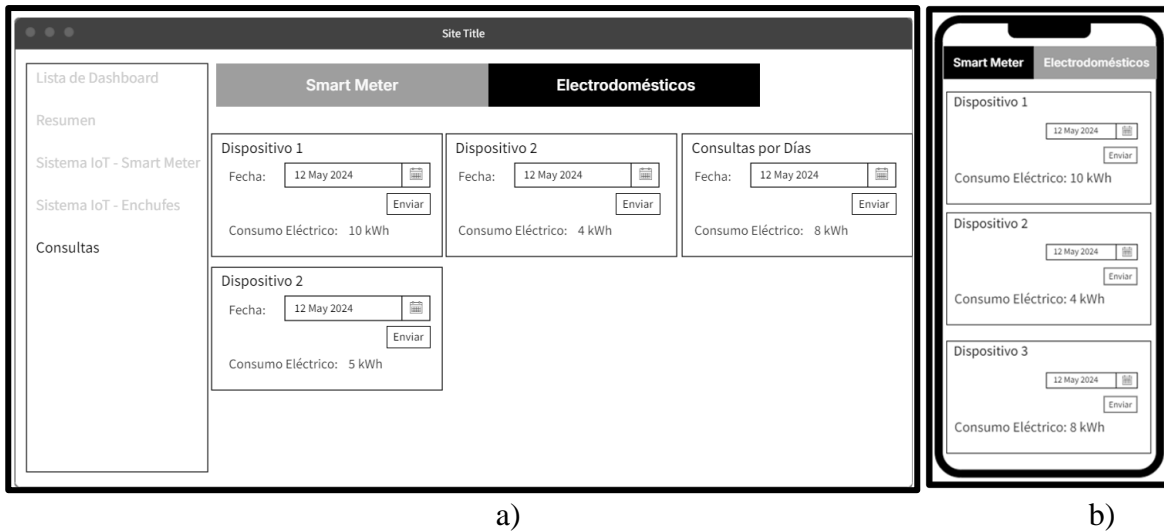 Site Title
Lista de Dashboard
Resumen
Sistema IoT - Smart Meter
Sistema IoT - Enchufes
Consultas
Smart Meter Electrodomésticos
Dispositivo 1
Fecha: 12 May 2024
Enviar
Consumo Eléctrico: 10 kWh
Dispositivo 2
Fecha: 12 May 2024
Enviar
Consumo Eléctrico: 4 kWh
Consultas por Días
Fecha: 12 May 2024
Enviar
Consumo Eléctrico: 8 kWh
Dispositivo 2
Fecha: 12 May 2024
Enviar
Consumo Eléctrico: 5 kWh
a)
Smart Meter Electrodomésticos
Dispositivo 1
12 May 2024
Enviar
Consumo Eléctrico: 10 kWh
Dispositivo 2
12 May 2024
Enviar
Consumo Eléctrico: 4 kWh
Dispositivo 3
12 May 2024
Enviar
Consumo Eléctrico: 8 kWh
b)